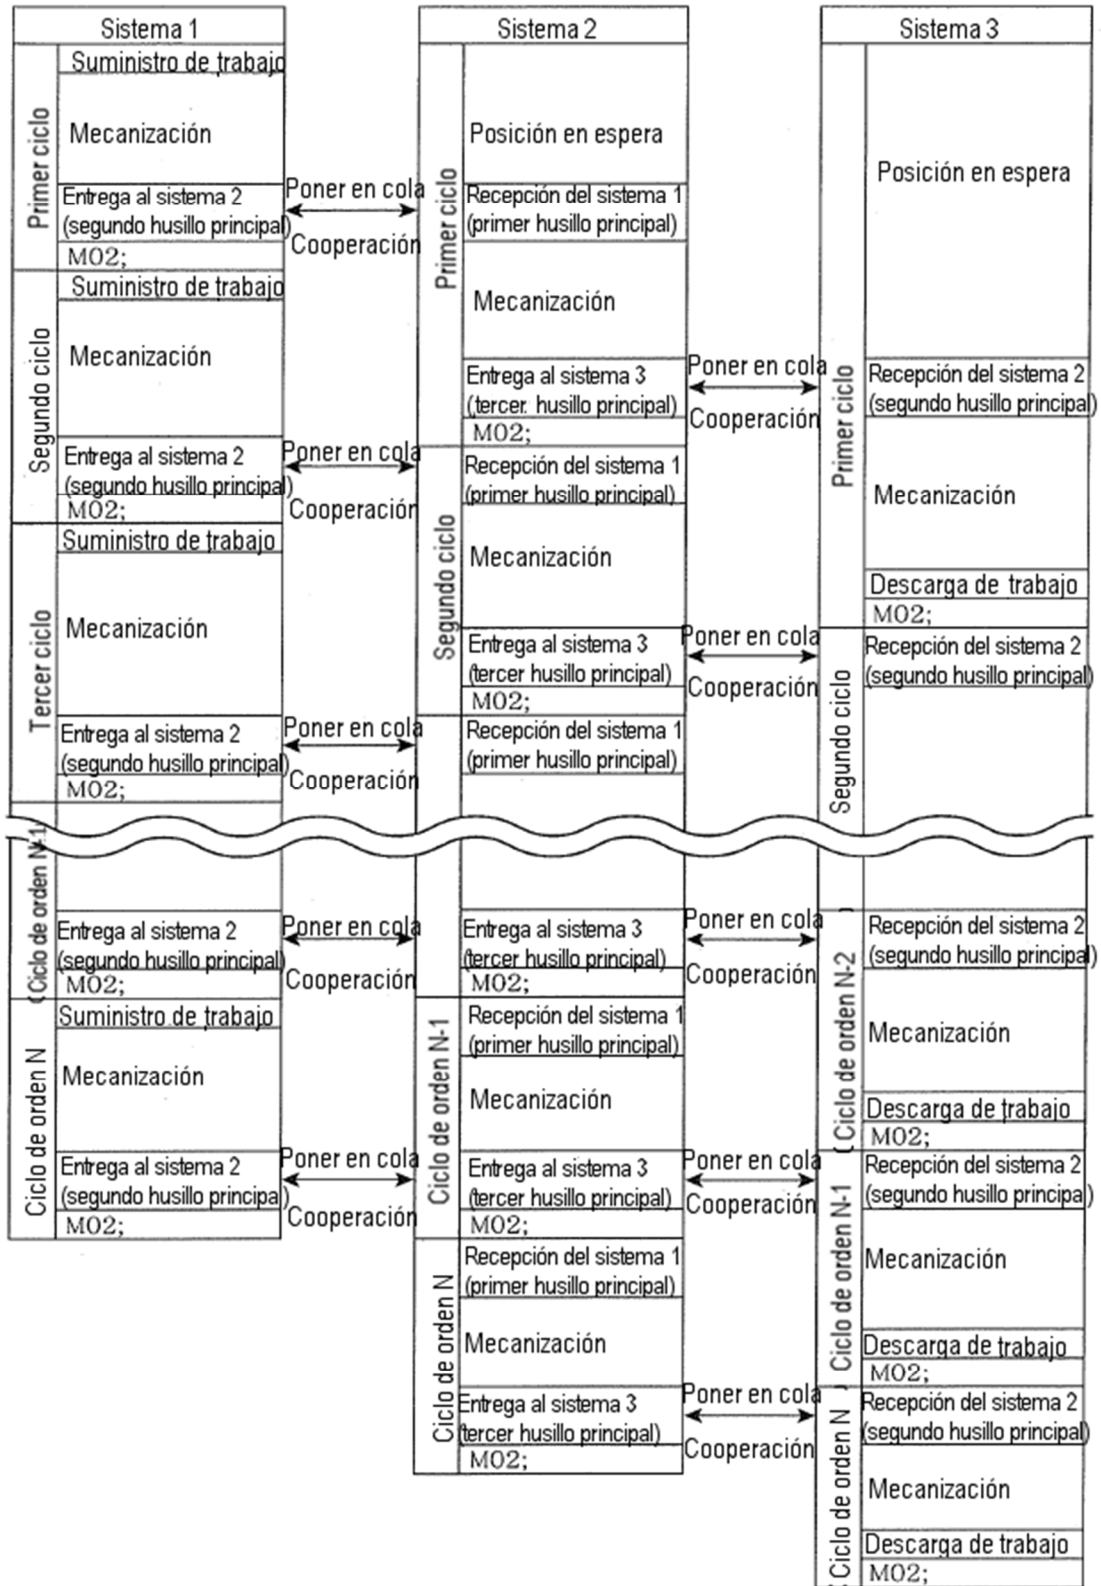 Sistema 1
Primer ciclo
Suministro de trabajo
Mecanización
Entrega al sistema 2
(segundo husillo principal)
M02;
Segundo ciclo
Suministro de trabajo
Mecanización
Entrega al sistema 2
(segundo husillo principal)
M02;
Tercer ciclo
Suministro de trabajo
Mecanización
Entrega al sistema 2
(segundo husillo principal)
M02;
(Ciclo de orden N-1)
Entrega al sistema 2
(segundo husillo principal)
M02;
Ciclo de orden N
Suministro de trabajo
Mecanización
Entrega al sistema 2
(segundo husillo principal)
M02;
Poner en cola
Cooperación
Poner en cola
Cooperación
Poner en cola
Cooperación
Poner en cola
Cooperación
Poner en cola
Cooperación
Sistema 2
Primer ciclo
Posición en espera
Recepción del sistema 1
(primer husillo principal)
Mecanización
Entrega al sistema 3
(tercer. husillo principal)
M02;
Segundo ciclo
Recepción del sistema 1
(primer husillo principal)
Mecanización
Entrega al sistema 3
(tercer husillo principal)
M02;
Recepción del sistema 1
(primer husillo principal)
Entrega al sistema 3
(tercer husillo principal)
M02;
Ciclo de orden N-1
Recepción del sistema 1
(primer husillo principal)
Mecanización
Entrega al sistema 3
(tercer husillo principal)
M02;
Ciclo de orden N
Recepción del sistema 1
(primer husillo principal)
Mecanización
Entrega al sistema 3
(tercer husillo principal)
M02;
Poner en cola
Cooperación
Poner en cola
Cooperación
Poner en cola
Cooperación
Poner en cola
Cooperación
Poner en cola
Cooperación
Sistema 3
Primer ciclo
Posición en espera
Recepción del sistema 2
(segundo husillo principal)
Mecanización
Descarga de trabajo
M02;
Segundo ciclo
Recepción del sistema 2
(segundo husillo principal)
(Ciclo de orden N-2)
Recepción del sistema 2
(segundo husillo principal)
Mecanización
Descarga de trabajo
M02;
(Ciclo de orden N-1)
Recepción del sistema 2
(segundo husillo principal)
Mecanización
Descarga de trabajo
M02;
(Ciclo de orden N
Recepción del sistema 2
(segundo husillo principal)
Mecanización
Descarga de trabajo
M02;